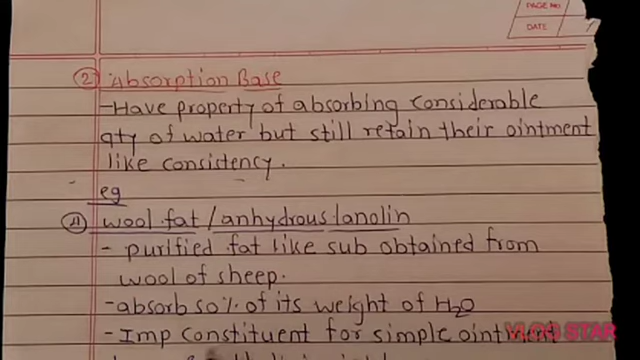 PAGE NO
DATE
② Absorption Base
- Have property of absorbing considerable
qty of water but still retain their ointment
like consistency.
eg
wool fat / anhydrous lanolin
- purified fat like sub obtained from
wool of sheep.
- absorb 50% of its weight of H2O
- Imp constituent for simple ointment
VLOG STAR